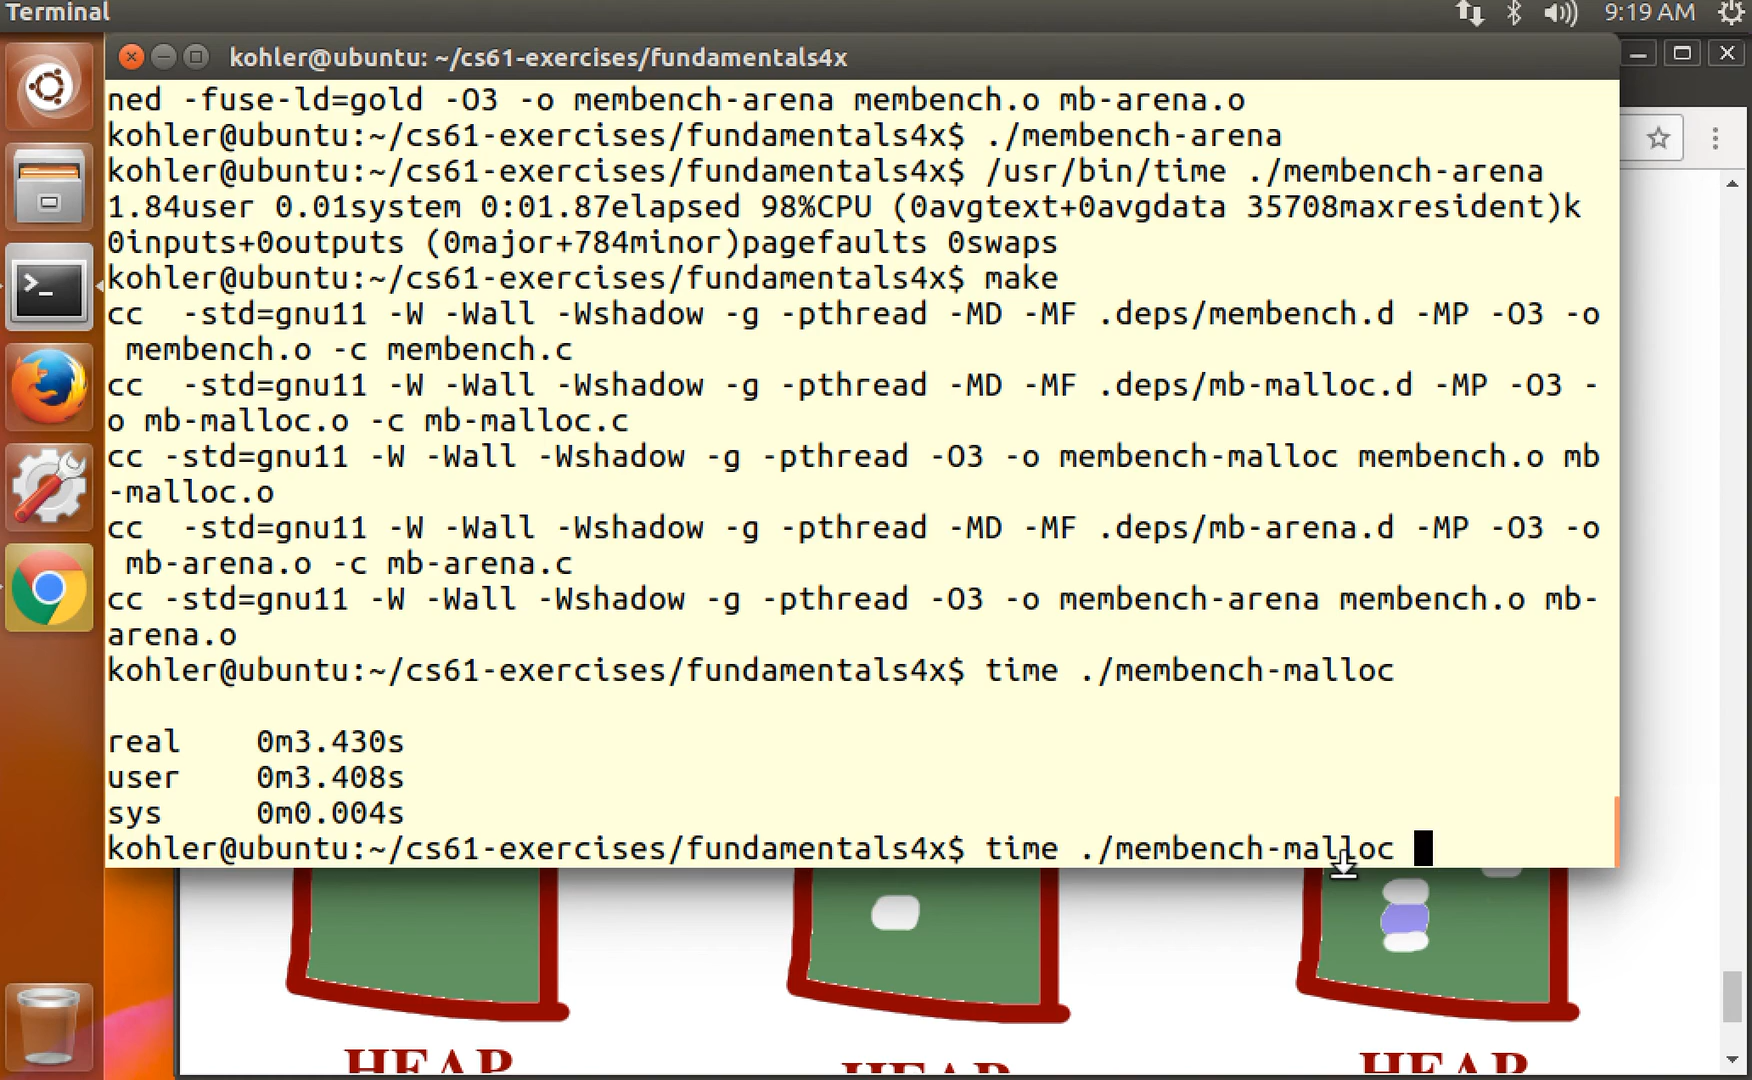 Terminal
9:19 AM
kohler@ubuntu: ~/cs61-exercises/fundamentals4x
ned -fuse-ld=gold -O3 -o membench-arena membench.o mb-arena.o
kohler@ubuntu:~/cs61-exercises/fundamentals4x$ ./membench-arena
kohler@ubuntu:~/cs61-exercises/fundamentals4x$ /usr/bin/time ./membench-arena
1.84user 0.01system 0:01.87elapsed 98%CPU (0avgtext+0avgdata 35708maxresident)k
0inputs+0outputs (0major+784minor)pagefaults 0swaps
kohler@ubuntu:~/cs61-exercises/fundamentals4x$ make
cc  -std=gnu11 -W -Wall -Wshadow -g -pthread -MD -MF .deps/membench.d -MP -O3 -o
 membench.o -c membench.c
cc  -std=gnu11 -W -Wall -Wshadow -g -pthread -MD -MF .deps/mb-malloc.d -MP -O3 -
o mb-malloc.o -c mb-malloc.c
cc -std=gnu11 -W -Wall -Wshadow -g -pthread -O3 -o membench-malloc membench.o mb
-malloc.o
cc  -std=gnu11 -W -Wall -Wshadow -g -pthread -MD -MF .deps/mb-arena.d -MP -O3 -o
 mb-arena.o -c mb-arena.c
cc -std=gnu11 -W -Wall -Wshadow -g -pthread -O3 -o membench-arena membench.o mb-
arena.o
kohler@ubuntu:~/cs61-exercises/fundamentals4x$ time ./membench-malloc
real    0m3.430s
user    0m3.408s
sys     0m0.004s
kohler@ubuntu:~/cs61-exercises/fundamentals4x$ time ./membench-malloc
HEAP HEAP HEAP